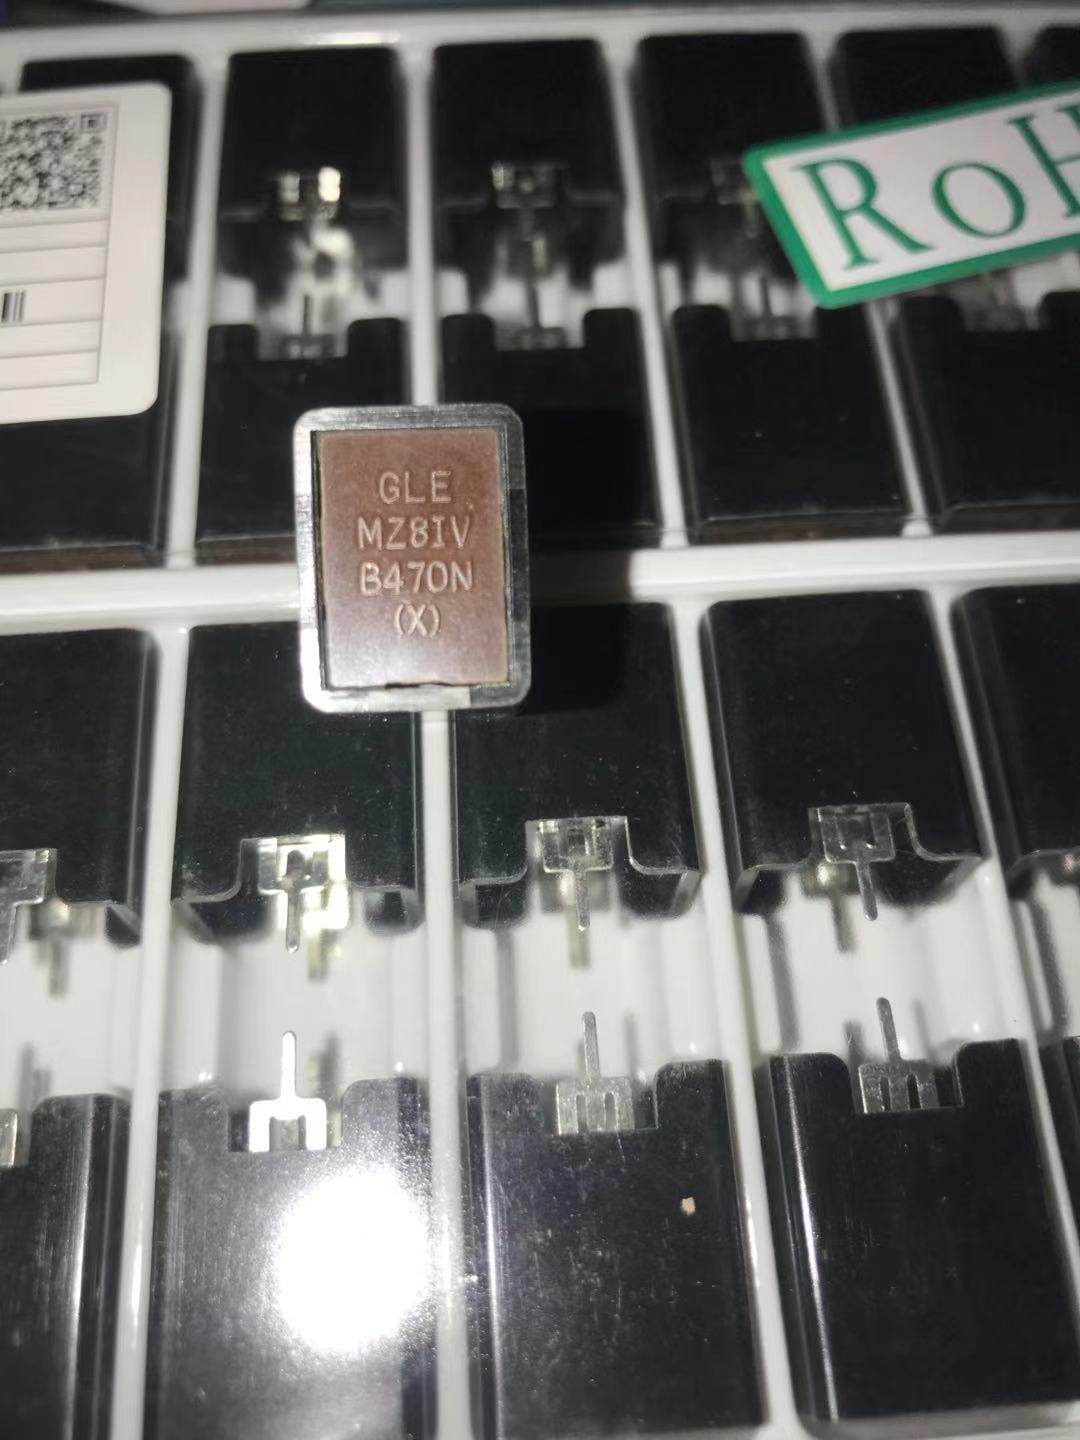 RoH
GLE
MZ8IV
B470N
(X)